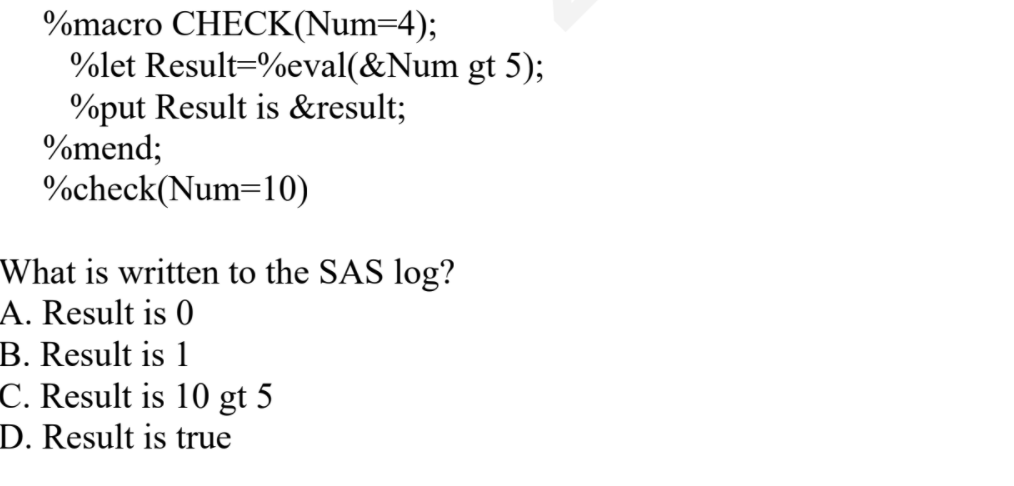 %macro CHECK(Num=4);
%let Result=%eval(&Num gt 5);
%put Result is &result;
%mend;
%check(Num=10)
What is written to the SAS log?
A. Result is 0
B. Result is 1
C. Result is 10 gt 5
D. Result is true